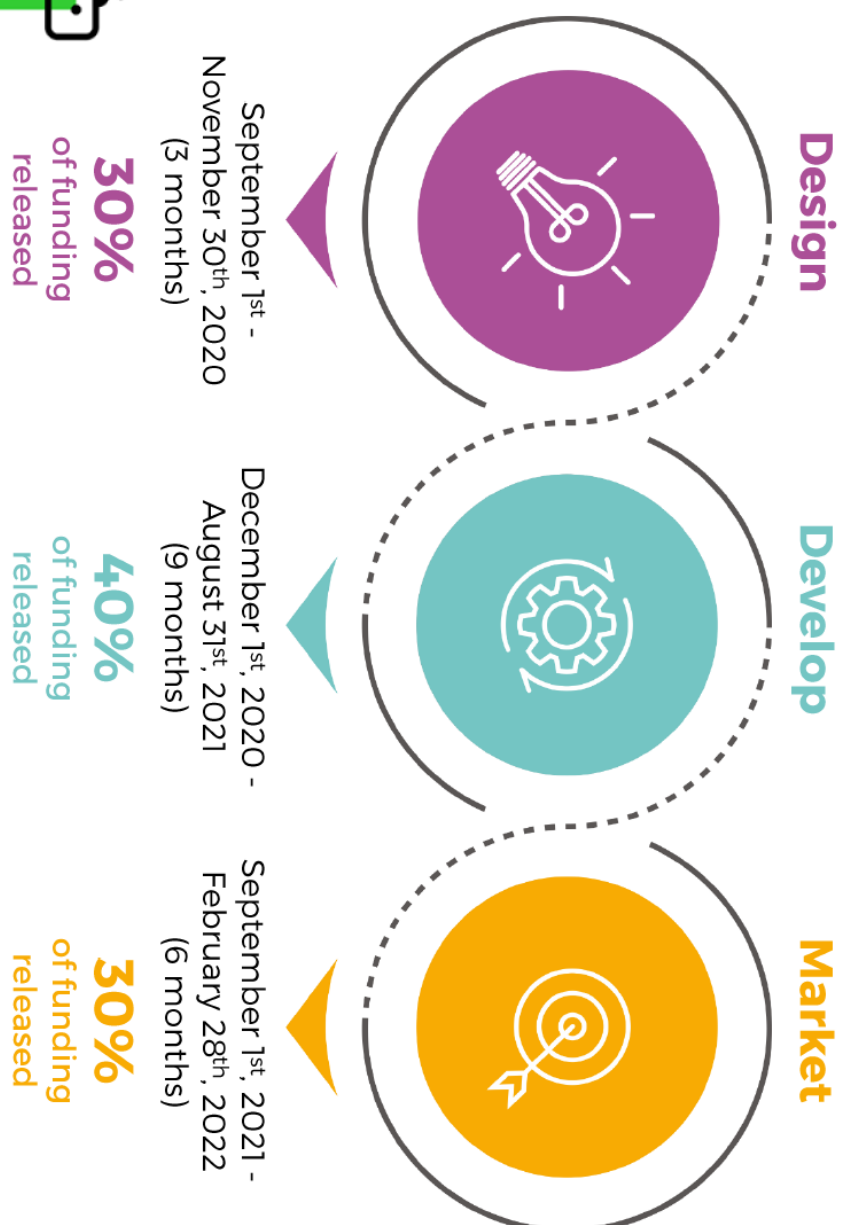 Design
September 1st -
November 30th, 2020
(3 months)
30%
of funding
released
Develop
December 1st, 2020 -
August 31st, 2021
(9 months)
40%
of funding
released
Market
September 1st, 2021 -
February 28th, 2022
(6 months)
30%
of funding
released